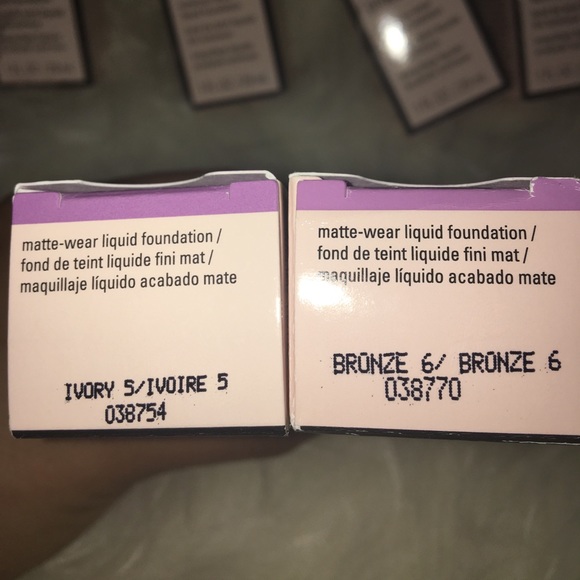 matte-wear liquid foundation /
fond de teint liquide fini mat /
maquillaje líquido acabado mate
IVORY 5/IVOIRE 5
038754
matte-wear liquid foundation /
fond de teint liquide fini mat /
maquillaje líquido acabado mate
BRONZE 6/ BRONZE 6
038770